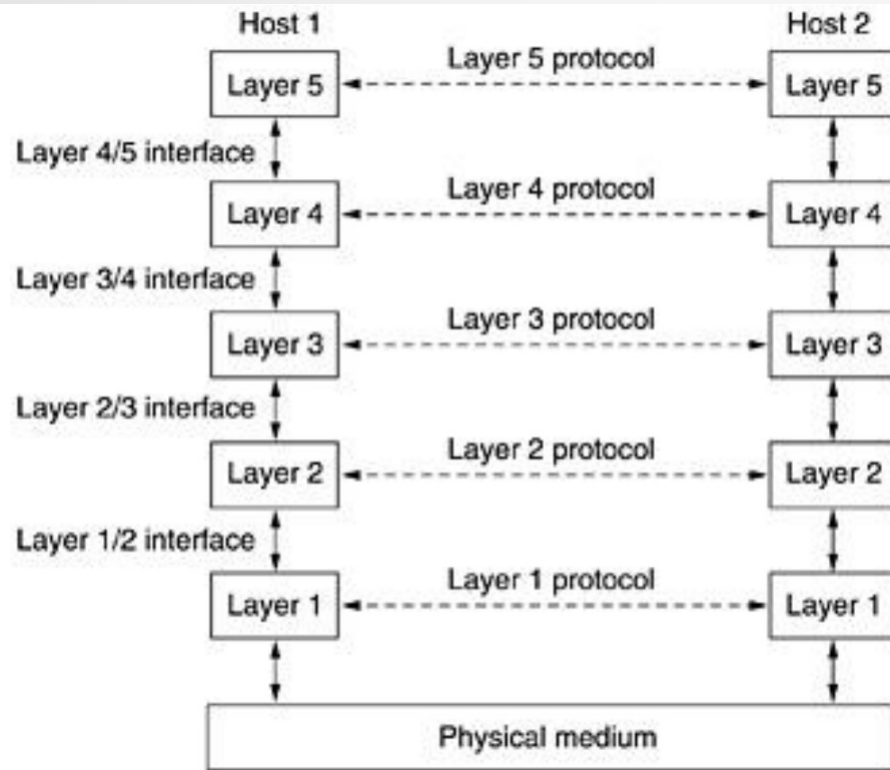 Host 1
Host 2
Layer 5 protocol
Layer 5
Layer 5
Layer 4/5 interface
Layer 4 protocol
Layer 4
Layer 4
Layer 3/4 interface
Layer 3 protocol
Layer 3
Layer 3
Layer 2/3 interface
Layer 2 protocol
Layer 2
Layer 2
Layer 1/2 interface
Layer 1 protocol
Layer 1
Layer 1
Physical medium